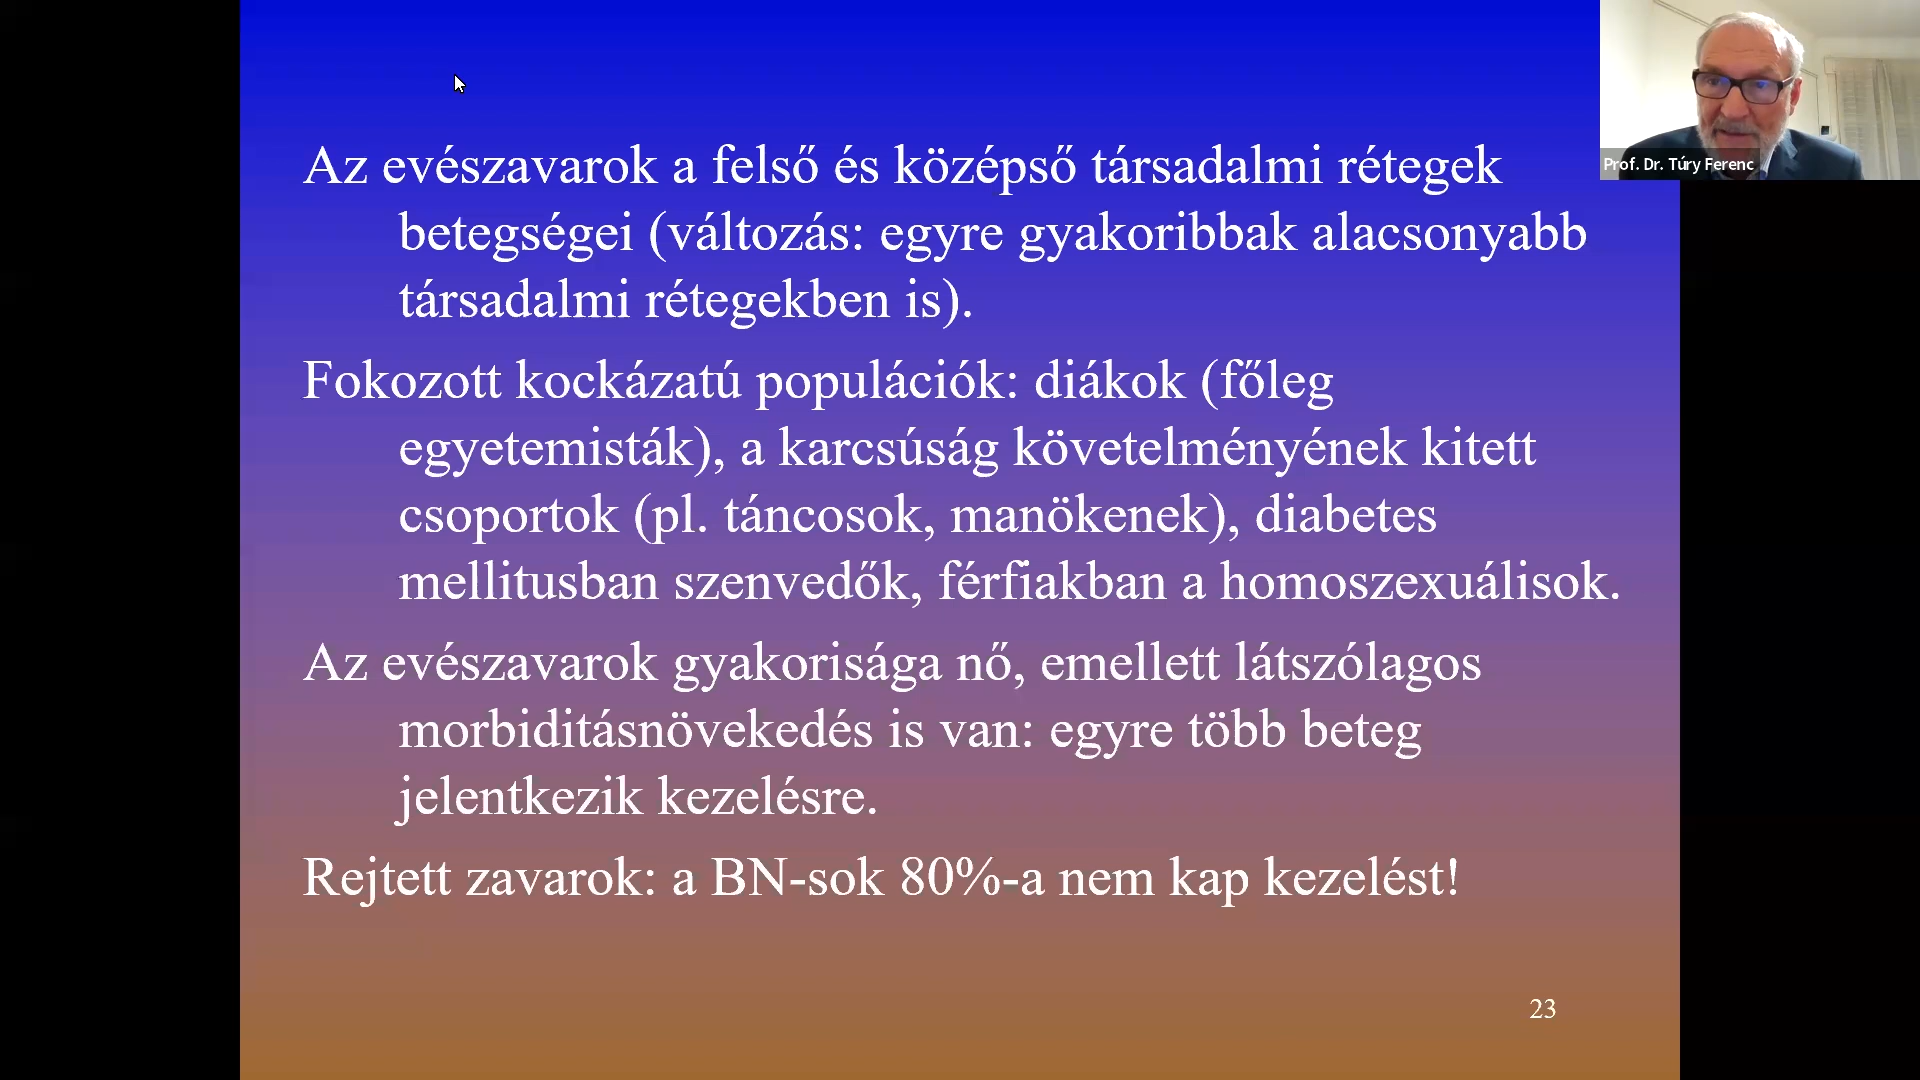 Az evészavarok a felső és középső társadalmi rétegek
betegségei (változás: egyre gyakoribbak alacsonyabb
társadalmi rétegekben is).
Fokozott kockázatú populációk: diákok (főleg
egyetemisták), a karcsúság követelményének kitett
csoportok (pl. táncosok, manökenek), diabetes
mellitusban szenvedők, férfiakban a homoszexuálisok.
Az evészavarok gyakorisága nő, emellett látszólagos
morbiditásnövekedés is van: egyre több beteg
jelentkezik kezelésre.
Rejtett zavarok: a BN-sok 80%-a nem kap kezelést!
23
Prof. Dr. Túry Ferenc